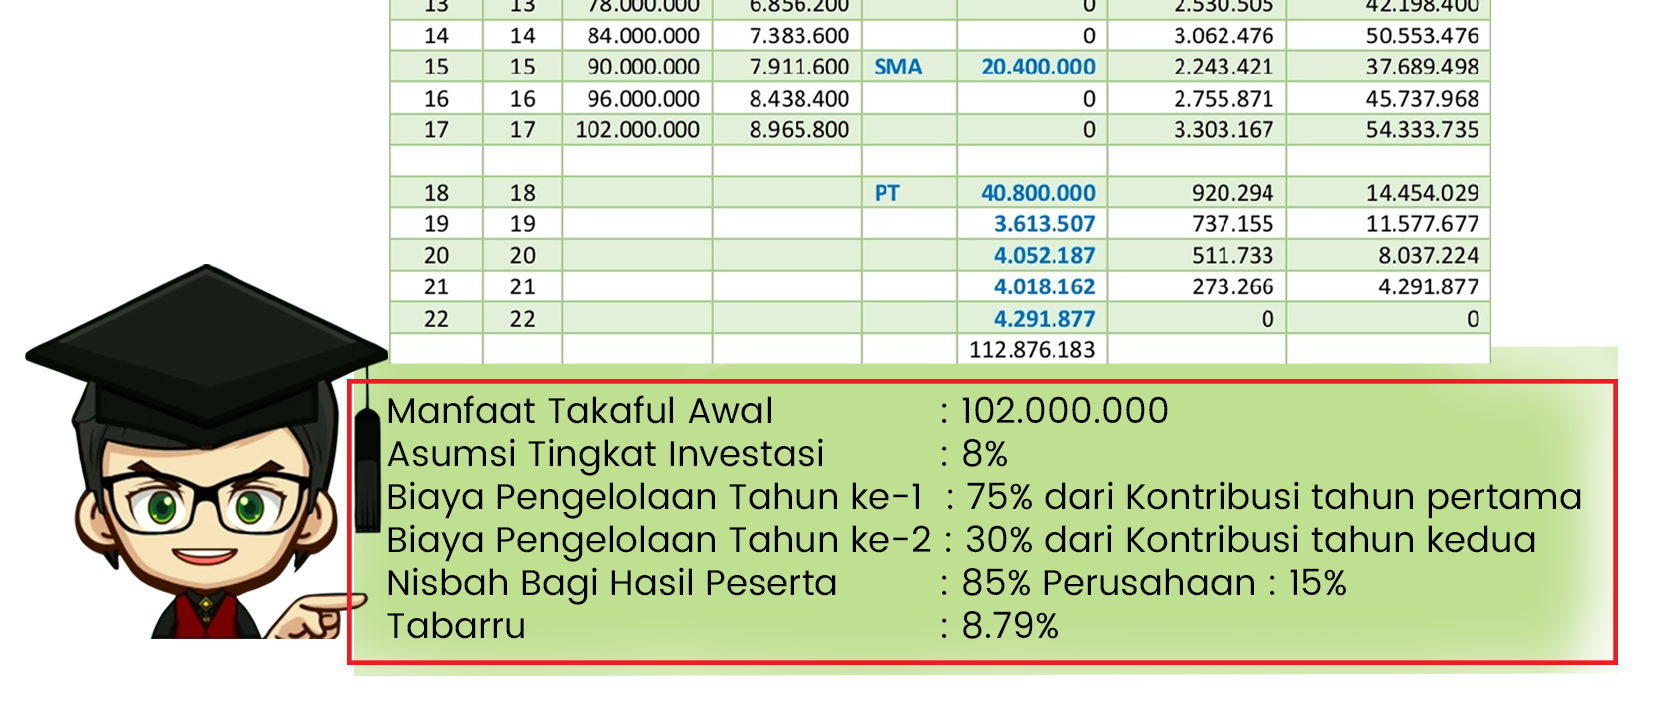 13 13 78.000.000 6.856.200 0 2.530.505 42.198.400
14 14 84.000.000 7.383.600 0 3.062.476 50.553.476
15 15 90.000.000 7.911.600 SMA 20.400.000 2.243.421 37.689.498
16 16 96.000.000 8.438.400 0 2.755.871 45.737.968
17 17 102.000.000 8.965.800 0 3.303.167 54.333.735
18 18 PT 40.800.000 920.294 14.454.029
19 19 3.613.507 737.155 11.577.677
20 20 4.052.187 511.733 8.037.224
21 21 4.018.162 273.266 4.291.877
22 22 4.291.877 0 0
112.876.183
Manfaat Takaful Awal : 102.000.000
Asumsi Tingkat Investasi : 8%
Biaya Pengelolaan Tahun ke-1 : 75% dari Kontribusi tahun pertama
Biaya Pengelolaan Tahun ke-2 : 30% dari Kontribusi tahun kedua
Nisbah Bagi Hasil Peserta : 85% Perusahaan : 15%
Tabarru : 8.79%